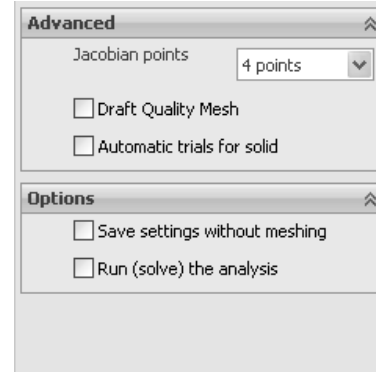 Advanced
Jacobian points 4 points
Draft Quality Mesh
Automatic trials for solid
Options
Save settings without meshing
Run (solve) the analysis